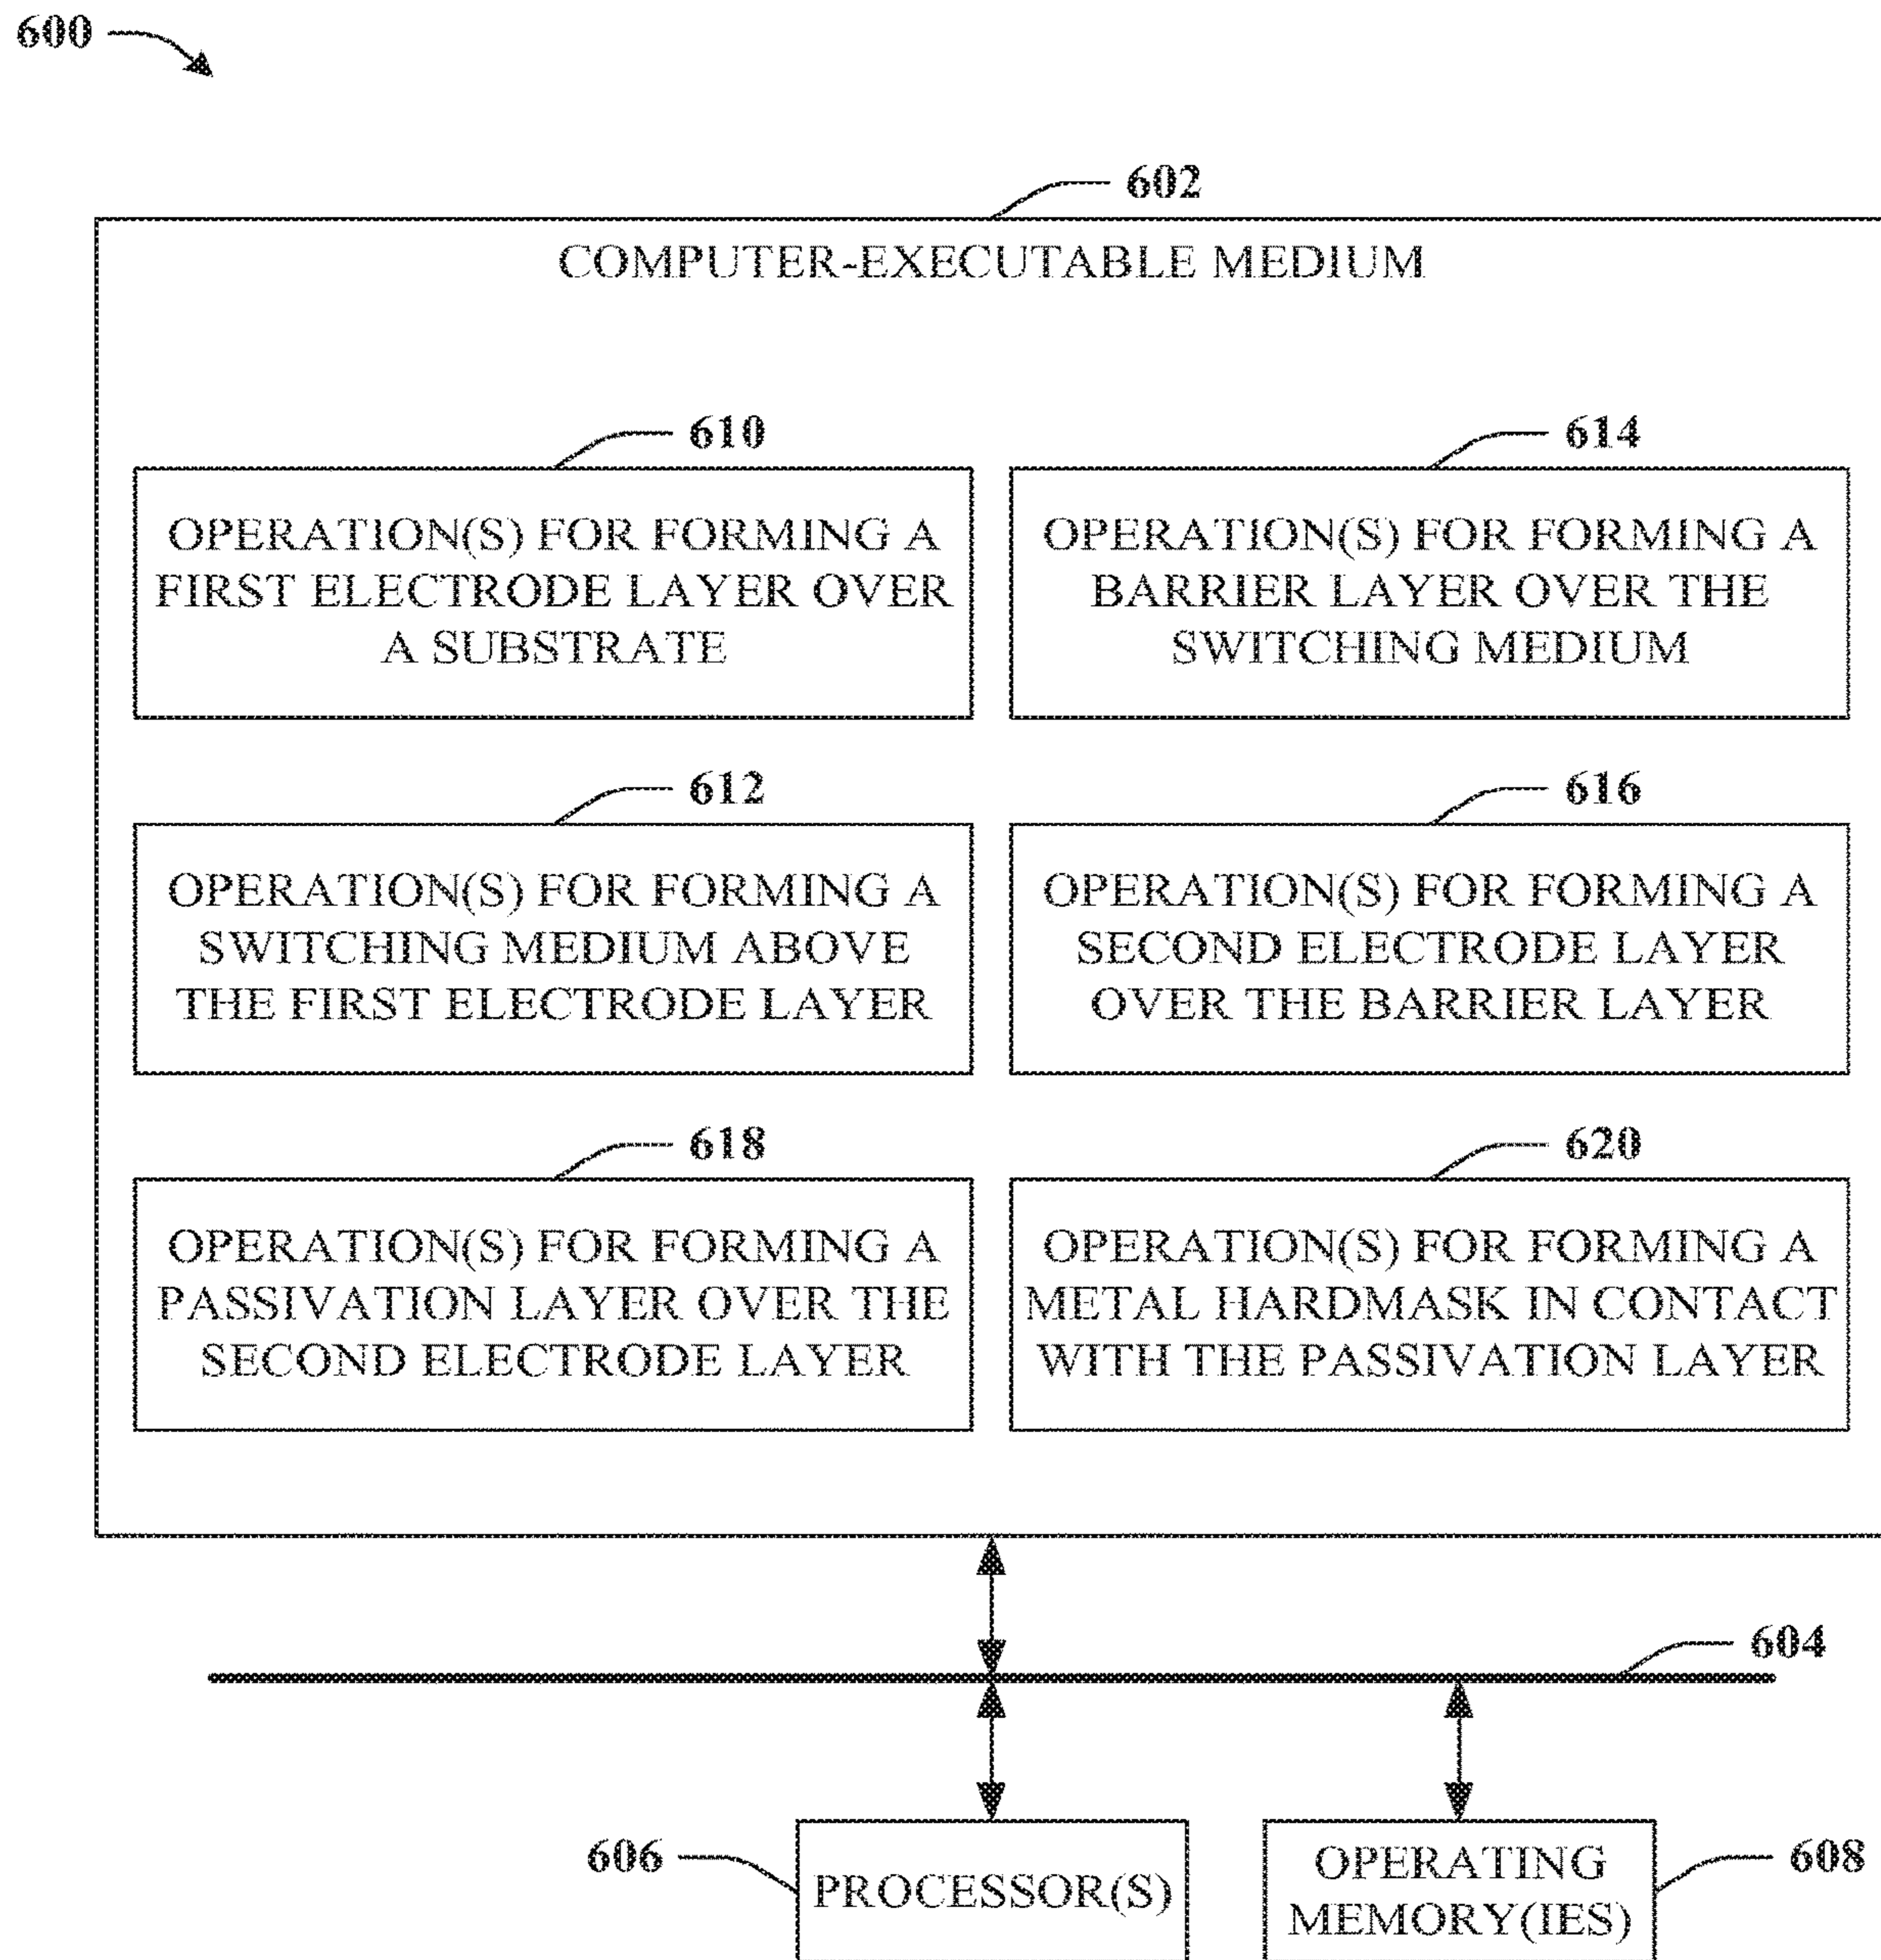 600
602
COMPUTER-EXECUTABLE MEDIUM
610
OPERATION(S) FOR FORMING A
FIRST ELECTRODE LAYER OVER
A SUBSTRATE
614
OPERATION(S) FOR FORMING A
BARRIER LAYER OVER THE
SWITCHING MEDIUM
612
OPERATION(S) FOR FORMING A
SWITCHING MEDIUM ABOVE
THE FIRST ELECTRODE LAYER
616
OPERATION(S) FOR FORMING A
SECOND ELECTRODE LAYER
OVER THE BARRIER LAYER
618
OPERATION(S) FOR FORMING A
PASSIVATION LAYER OVER THE
SECOND ELECTRODE LAYER
620
OPERATION(S) FOR FORMING A
METAL HARDMASK IN CONTACT
WITH THE PASSIVATION LAYER
604
606
PROCESSOR(S)
OPERATING
MEMORY(IES)
608